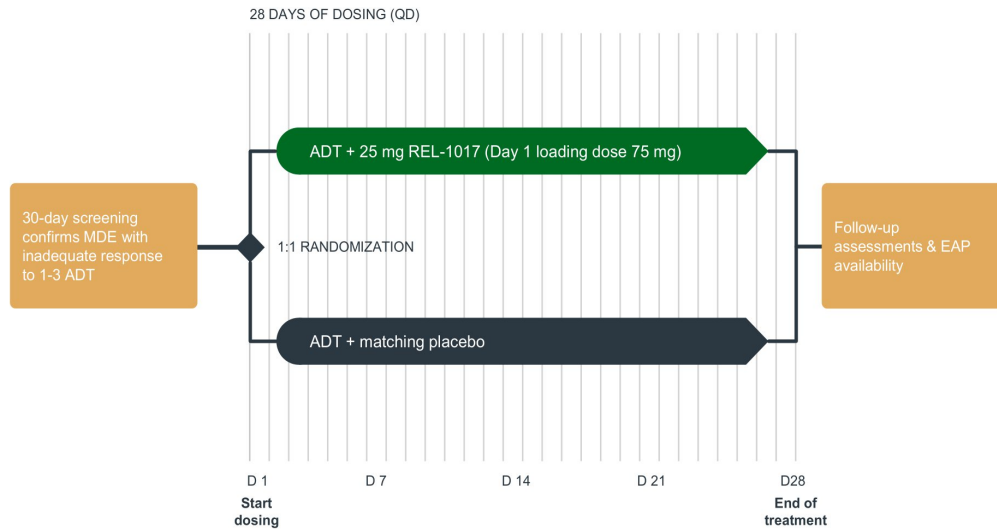 28 DAYS OF DOSING (QD)
ADT + 25 mg REL-1017 (Day 1 loading dose 75 mg)
30-day screening
confirms MDE with
inadequate response
to 1-3 ADT
1:1 RANDOMIZATION
Follow-up
assessments & EAP
availability
ADT + matching placebo
D 1
D 7
D 14
D 21
D28
Start
dosing
End of
treatment